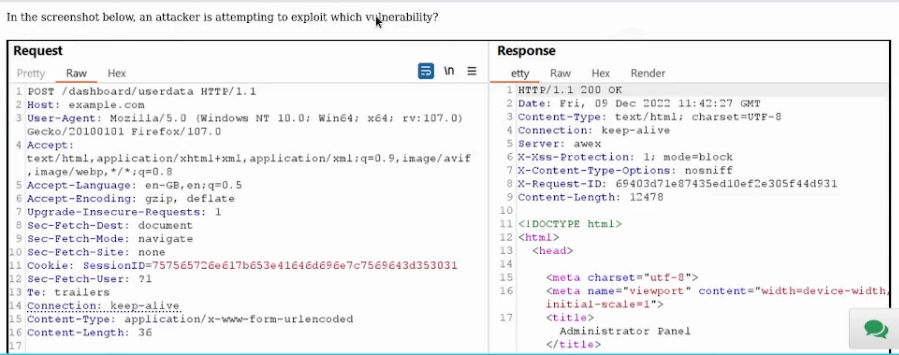 In the screenshot below, an attacker is attempting to exploit which vulnerability?
Request
Pretty Raw Hex
\n
1 POST /dashboard/userdata HTTP/1.1
2 Host: example.com
3 User-Agent: Mozilla/5.0 (Windows NT 10.0; Win64; x64; rv:107.0)
Gecko/20100101 Firefox/107.0
4 Accept:
text/html,application/xhtml+xml,application/xml;q=0.9,image/avif
,image/webp,*/*;q=0.8
5 Accept-Language: en-GB,en;q=0.5
6 Accept-Encoding: gzip, deflate
7 Upgrade-Insecure-Requests: 1
8 Sec-Fetch-Dest: document
9 Sec-Fetch-Mode: navigate
10 Sec-Fetch-Site: none
11 Cookie: SessionID=757565726e617b653e41646d696e7c7569643d353031
12 Sec-Fetch-User: ?1
13 Te: trailers
14 Connection: keep-alive
15 Content-Type: application/x-www-form-urlencoded
16 Content-Length: 36
17
Response
etty Raw Hex Render
1 HTTP/1.1 200 OK
2 Date: Fri, 09 Dec 2022 11:42:27 GMT
3 Content-Type: text/html; charset=UTF-8
4 Connection: keep-alive
5 Server: awex
6 X-Xss-Protection: 1; mode=block
7 X-Content-Type-Options: nosniff
8 X-Request-ID: 69403d71e87435ed10ef2e305f44d931
9 Content-Length: 12478
10
11 <!DOCTYPE html>
12 <html>
13 <head>
14
15 <meta charset="utf-8">
16 <meta name="viewport" content="width=device-width,
initial-scale=1">
17 <title>
Administrator Panel
</title>